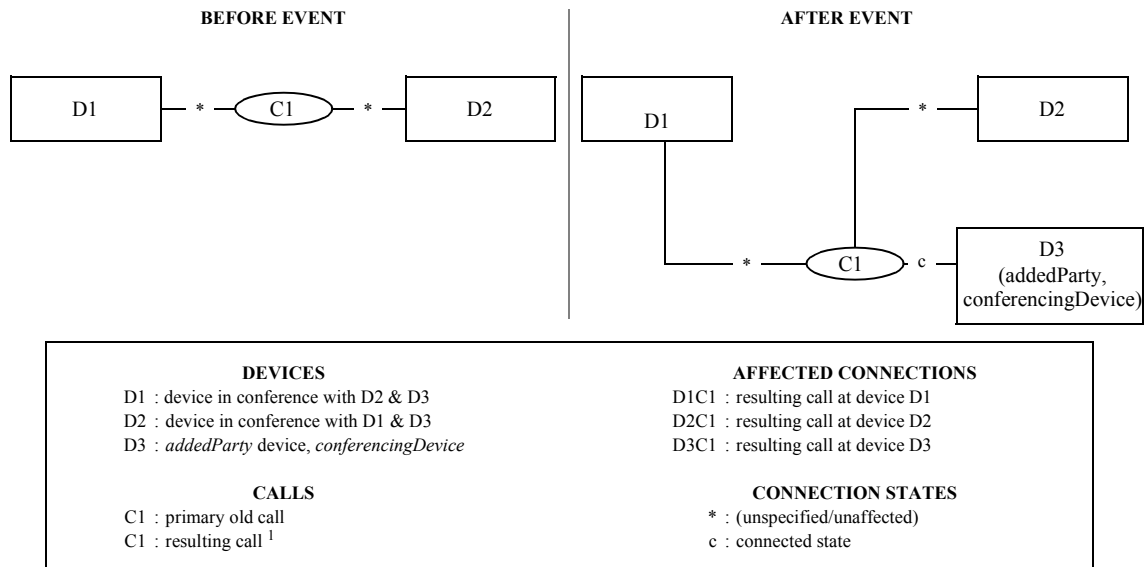 BEFORE EVENT
AFTER EVENT
D1
*
C1
*
D2
D1
*
D2
*
C1
c
D3
(addedParty,
conferencingDevice)
DEVICES
D1 : device in conference with D2 & D3
D2 : device in conference with D1 & D3
D3 : addedParty device, conferencingDevice
CALLS
C1 : primary old call
C1 : resulting call 1
AFFECTED CONNECTIONS
D1C1 : resulting call at device D1
D2C1 : resulting call at device D2
D3C1 : resulting call at device D3
CONNECTION STATES
* : (unspecified/unaffected)
c : connected state